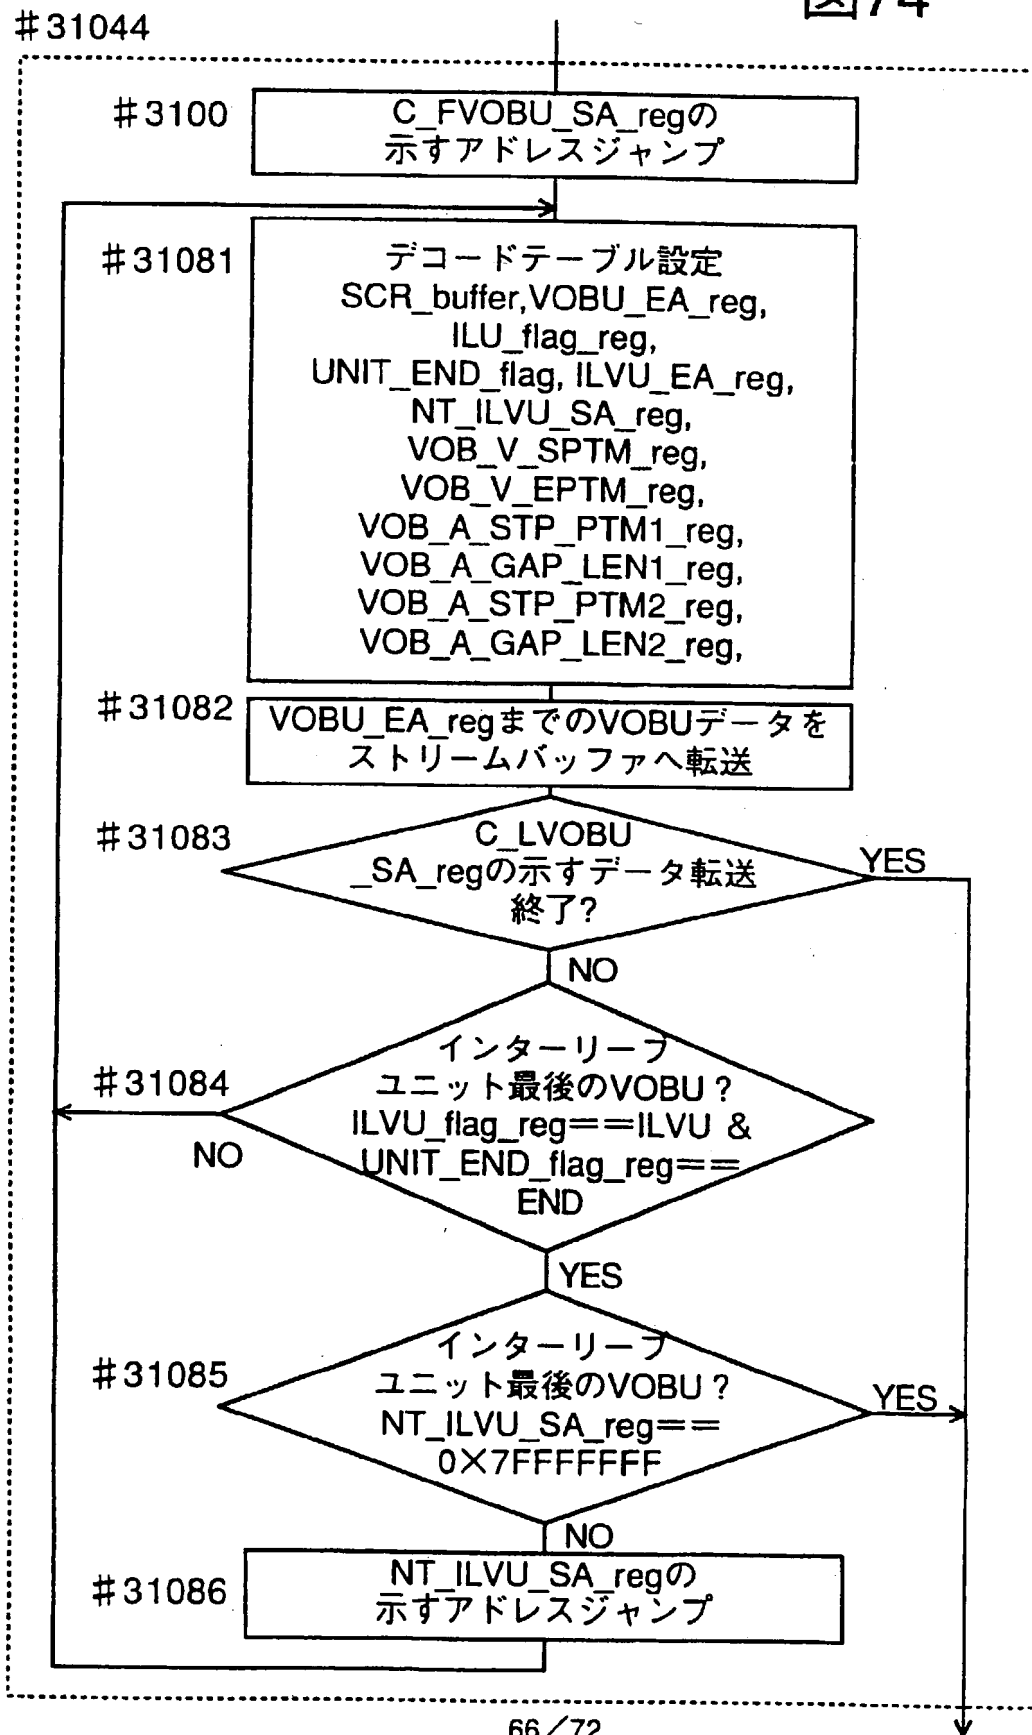 図74
#31044
#3100
C_FVOBU_SA_regの
示すアドレスジャンプ
#31081
デコードテーブル設定
SCR_buffer,VOBU_EA_reg,
ILU_flag_reg,
UNIT_END_flag, ILVU_EA_reg,
NT_ILVU_SA_reg,
VOB_V_SPTM_reg,
VOB_V_EPTM_reg,
VOB_A_STP_PTM1_reg,
VOB_A_GAP_LEN1_reg,
VOB_A_STP_PTM2_reg,
VOB_A_GAP_LEN2_reg,
#31082
VOBU_EA_regまでのVOBUデータを
ストリームバッファへ転送
#31083
C_LVOBU
_SA_regの示すデータ転送
終了?
YES
NO
#31084
インターリーブ
ユニット最後のVOBU?
ILVU_flag_reg==ILVU &
UNIT_END_flag_reg==
END
NO
YES
#31085
インターリーブ
ユニット最後のVOBU?
NT_ILVU_SA_reg==
0×7FFFFFFF
YES
NO
#31086
NT_ILVU_SA_regの
示すアドレスジャンプ
66/72